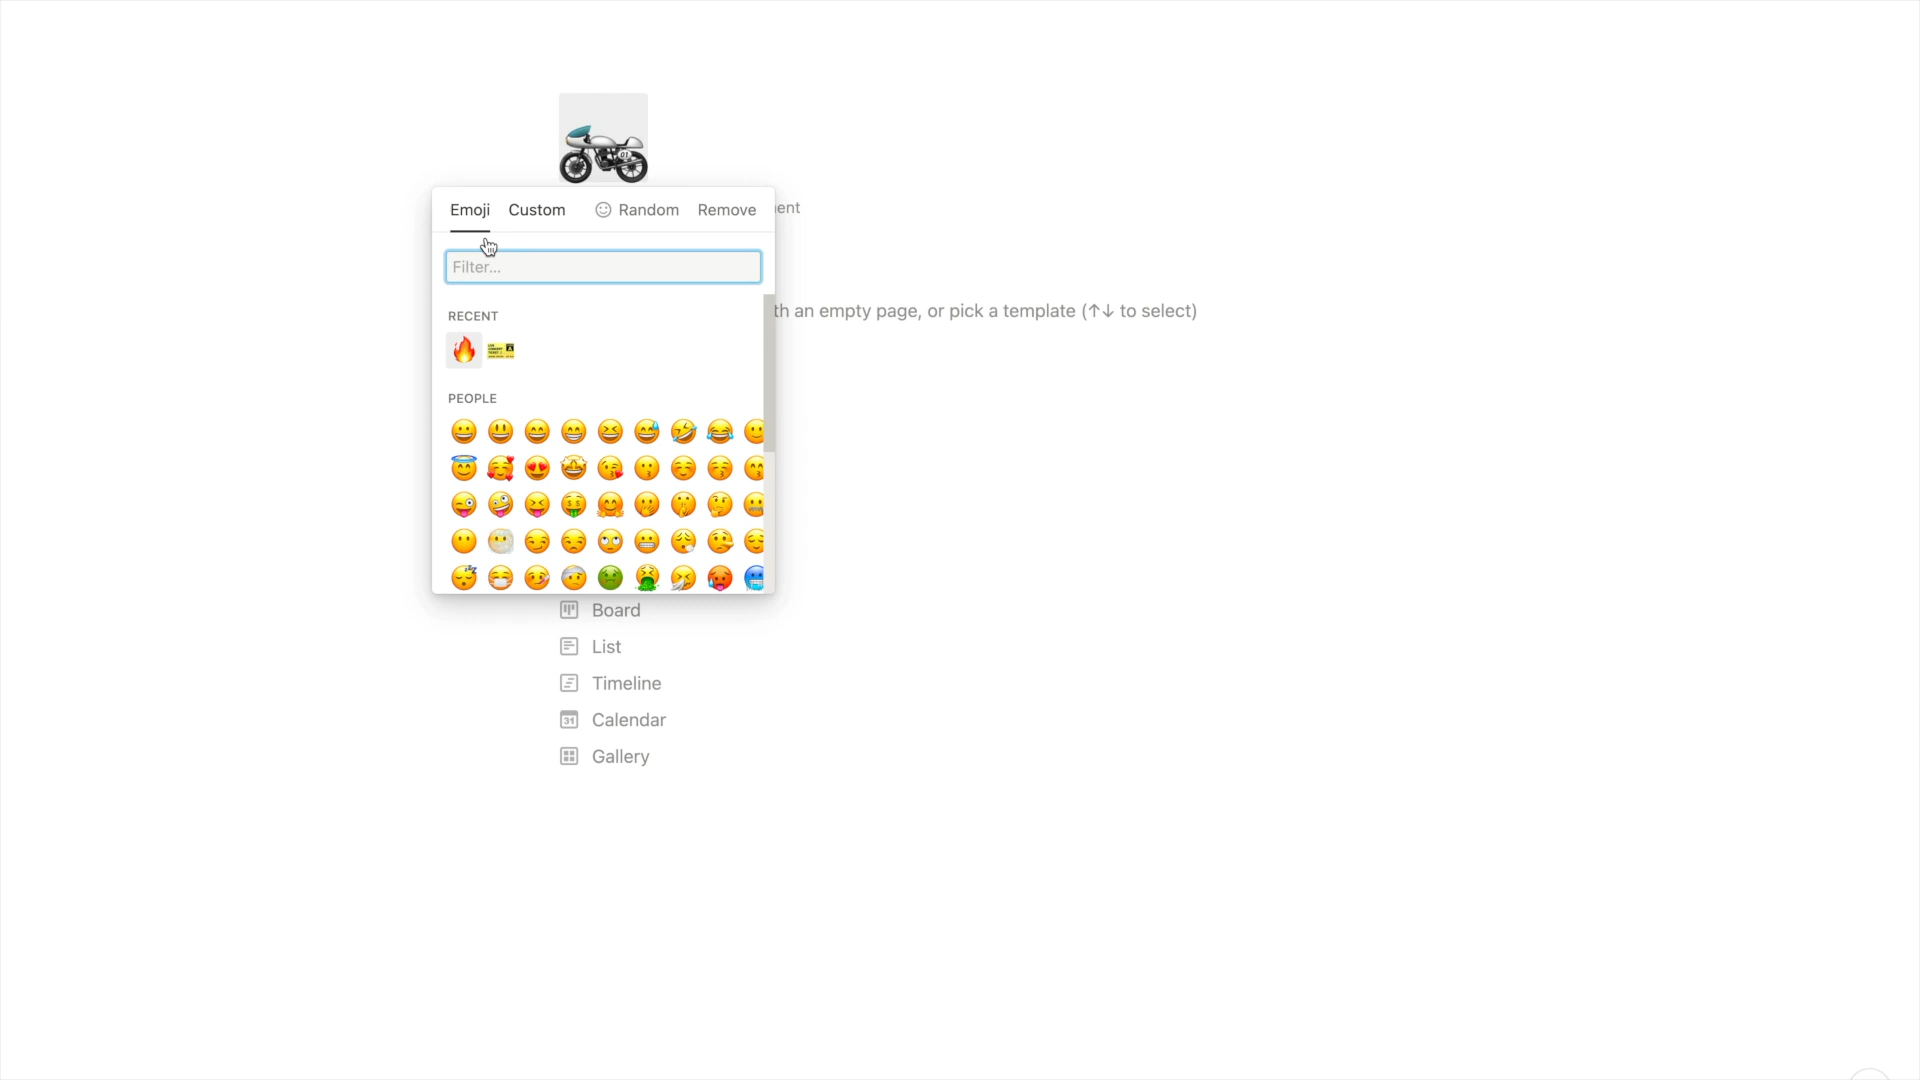 Emoji Custom Random Remove ent
Filter...
th an empty page, or pick a template (↑↓ to select)
RECENT
PEOPLE
Board
List
Timeline
31 Calendar
Gallery